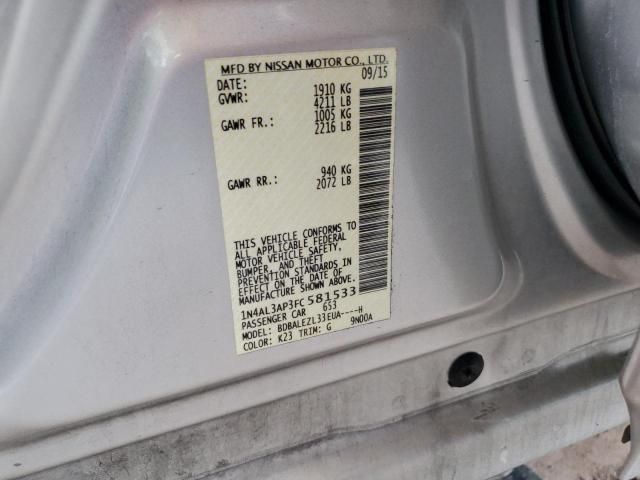 MFD BY NISSAN MOTOR CO., LTD.
DATE: 09/15
GVWR: 1910 KG
4211 LB
GAWR FR.: 1005 KG
2216 LB
GAWR RR.: 940 KG
2072 LB
THIS VEHICLE CONFORMS TO
ALL APPLICABLE FEDERAL
MOTOR VEHICLE SAFETY,
BUMPER, AND THEFT
PREVENTION STANDARDS IN
EFFECT ON THE DATE OF
MANUFACTURE SHOWN ABOVE.
1N4AL3AP3FC581533
PASSENGER CAR 653
MODEL: BDBALEZL33EUA----H
COLOR: K23 TRIM: G 9N00A